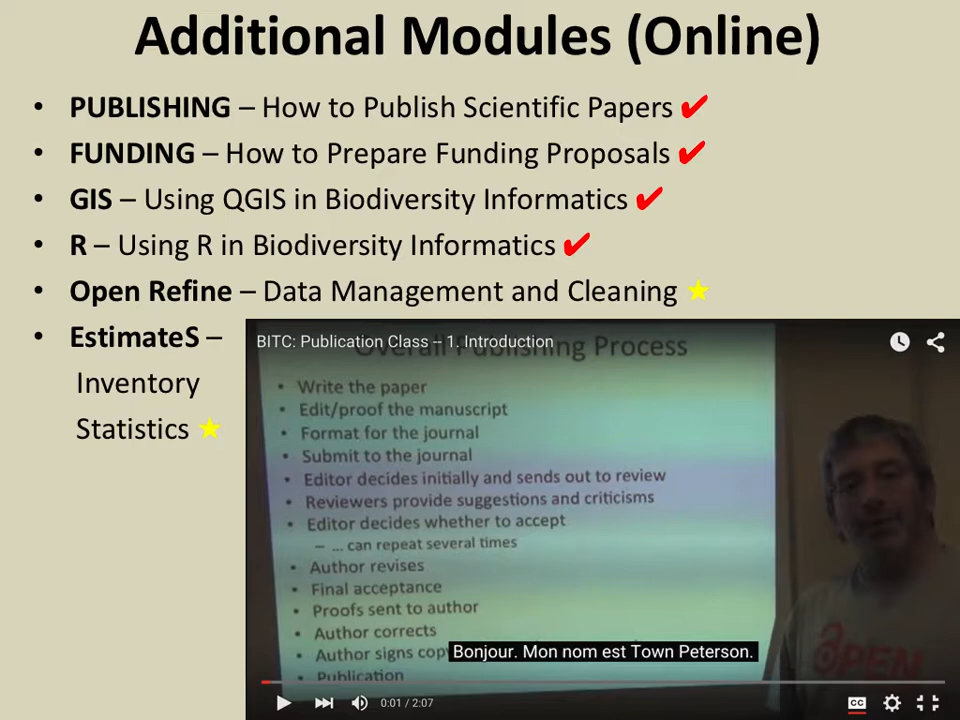 Additional Modules (Online)
• PUBLISHING – How to Publish Scientific Papers ✔
• FUNDING – How to Prepare Funding Proposals ✔
• GIS – Using QGIS in Biodiversity Informatics ✔
• R – Using R in Biodiversity Informatics ✔
• Open Refine – Data Management and Cleaning ★
• EstimateS –
Inventory
Statistics ★
BITC: Publication Class – 1. Introduction
Overall Publishing Process
• Write the paper
• Edit/proof the manuscript
• Format for the journal
• Submit to the journal
• Editor decides initially and sends out to review
• Reviewers provide suggestions and criticisms
• Editor decides whether to accept
– ... can repeat several times
• Author revises
• Final acceptance
• Proofs sent to author
• Author corrects
• Author signs
• Publication
OPEN
Bonjour. Mon nom est Town Peterson.
0:01 / 2:07
CC